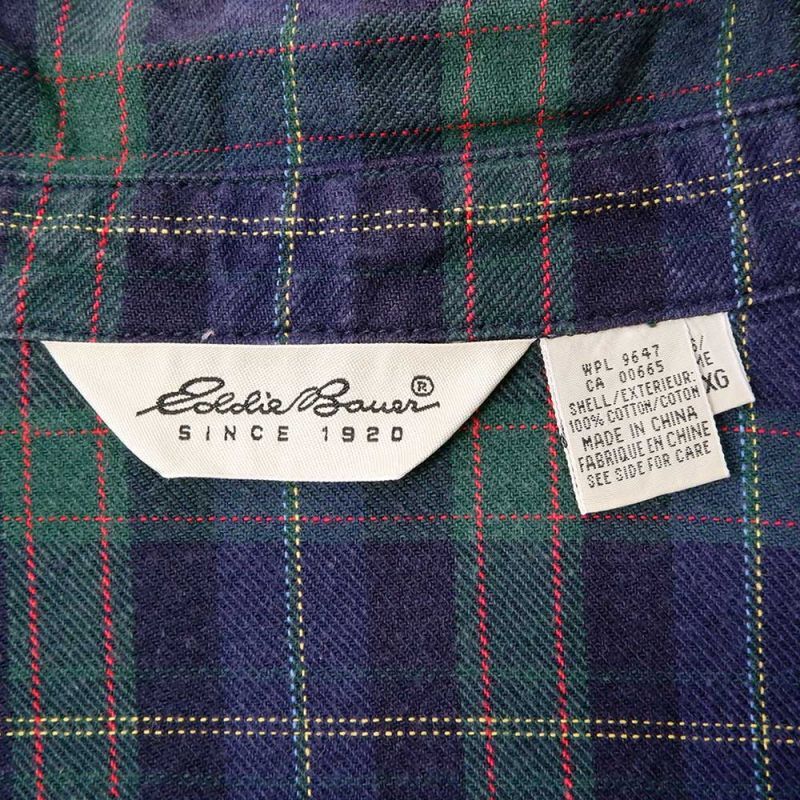 Eddie Bauer®
SINCE 1920
WPL 9647
CA 00665
SHELL/EXTERIEUR:
100% COTTON/COTON
MADE IN CHINA
FABRIQUE EN CHINE
SEE SIDE FOR CARE
XG